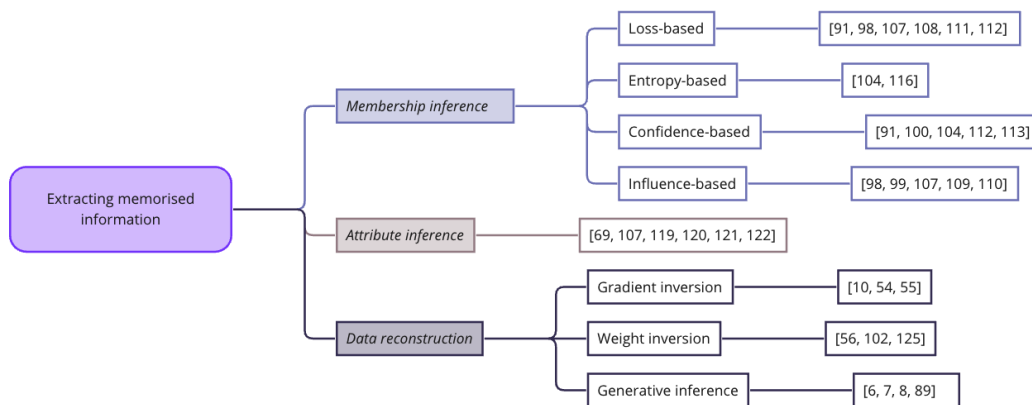 Loss-based
[91, 98, 107, 108, 111, 112]
Entropy-based
[104, 116]
Membership inference
Confidence-based
[91, 100, 104, 112, 113]
Influence-based
[98, 99, 107, 109, 110]
Extracting memorised
information
Attribute inference
[69, 107, 119, 120, 121, 122]
Gradient inversion
[10, 54, 55]
Data reconstruction
Weight inversion
[56, 102, 125]
Generative inference
[6, 7, 8, 89]